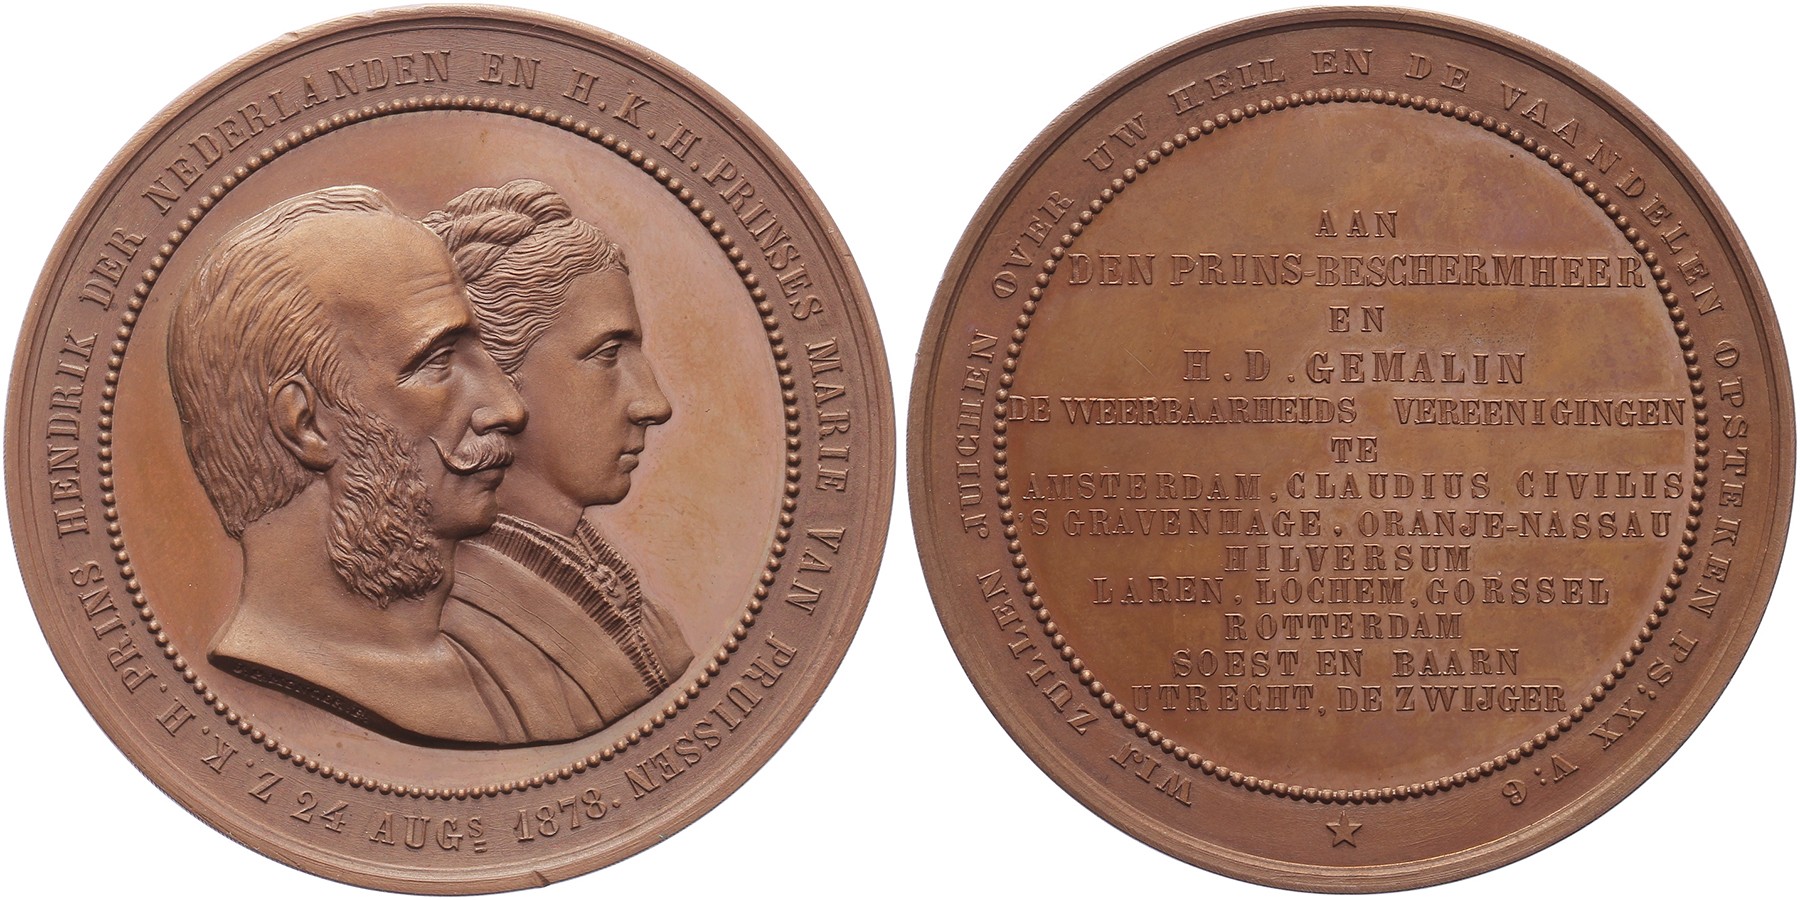 Z. K. H. PRINS HENDRIK DER NEDERLANDEN EN H. K. H. PRINSES MARIE VAN PRUISSEN
24 AUGS 1878.
WIJ ZULLEN JUICHEN OVER UW HEIL EN DE VAANDELEN OPSTEKEN PS; XX V: 6
AAN
DEN PRINS-BESCHERMHEER
EN
H. D. GEMALIN
DE WEERBAARHEIDS VEREENIGINGEN
TE
AMSTERDAM, CLAUDIUS CIVILIS
'S GRAVENHAGE, ORANJE-NASSAU
HILVERSUM
LAREN, LOCHEM, GORSSEL
ROTTERDAM
SOEST EN BAARN
UTRECHT, DE ZWIJGER